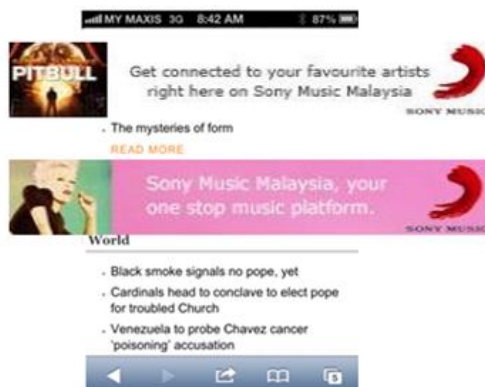 MY MAXIS 3G 8:42 AM 87%
PITBULL
Get connected to your favourite artists
right here on Sony Music Malaysia
SONY MUSIC
The mysteries of form
READ MORE
Sony Music Malaysia, your
one stop music platform.
SONY MUSIC
World
Black smoke signals no pope, yet
Cardinals head to conclave to elect pope
for troubled Church
Venezuela to probe Chavez cancer
'poisoning' accusation
5